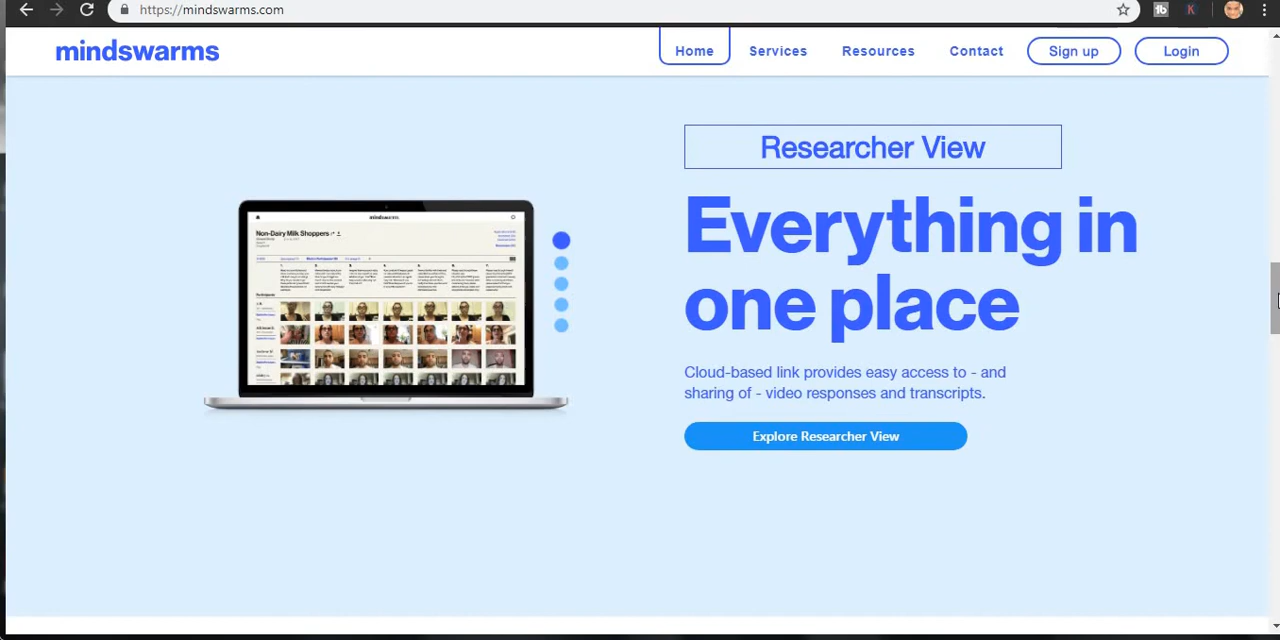 https://mindswarms.com
mindswarms
Home
Services
Resources
Contact
Sign up
Login
Researcher View
Everything in
one place
Cloud-based link provides easy access to - and
sharing of - video responses and transcripts.
Explore Researcher View
mindswarms
Non-Dairy Milk Shoppers